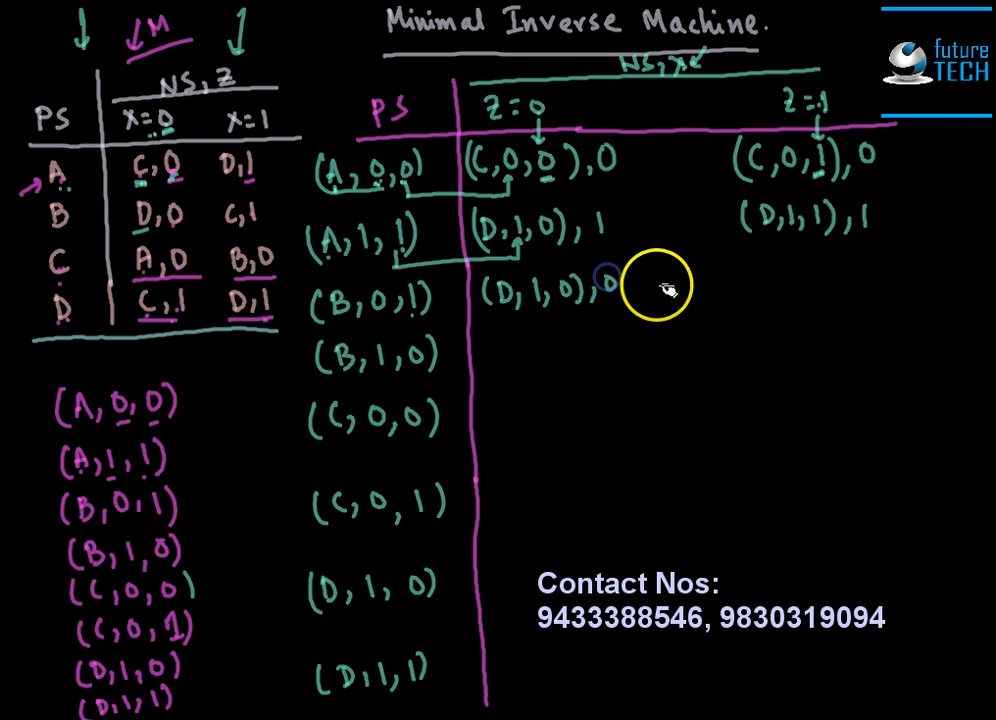 Minimal Inverse Machine.
future
TECH
M
NS, Z
PS X=0 X=1
A C, 0 D, 1
B D, 0 C, 1
C A, 0 B, 0
D C, 1 D, 1
(A, 0, 0)
(A, 1, 1)
(B, 0, 1)
(B, 1, 0)
(C, 0, 0)
(C, 0, 1)
(D, 1, 0)
(D, 1, 1)
NS, X
PS Z=0 Z=1
(A, 0, 0) (C, 0, 0), 0 (C, 0, 1), 0
(A, 1, 1) (D, 1, 0), 1 (D, 1, 1), 1
(B, 0, 1) (D, 1, 0), 0
(B, 1, 0)
(C, 0, 0)
(C, 0, 1)
(D, 1, 0)
(D, 1, 1)
Contact Nos:
9433388546, 9830319094